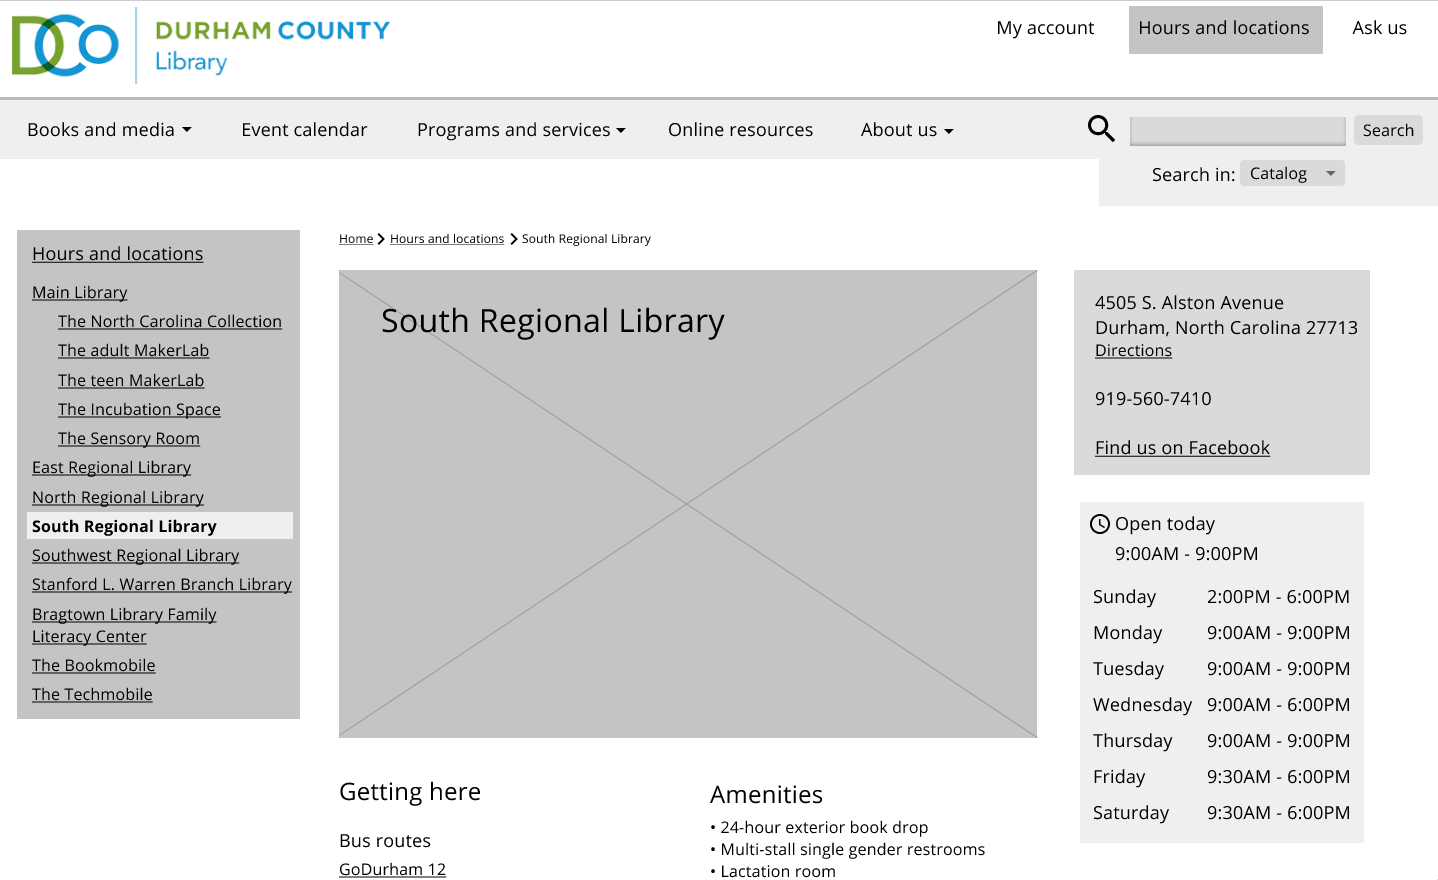 DCO
DURHAM COUNTY
Library
My account
Hours and locations
Ask us
Books and media
Event calendar
Programs and services
Online resources
About us
Search
Search in: Catalog
Hours and locations
Main Library
The North Carolina Collection
The adult MakerLab
The teen MakerLab
The Incubation Space
The Sensory Room
East Regional Library
North Regional Library
South Regional Library
Southwest Regional Library
Stanford L. Warren Branch Library
Bragtown Library Family
Literacy Center
The Bookmobile
The Techmobile
Home > Hours and locations > South Regional Library
South Regional Library
Getting here
Bus routes
GoDurham 12
Amenities
• 24-hour exterior book drop
• Multi-stall single gender restrooms
• Lactation room
4505 S. Alston Avenue
Durham, North Carolina 27713
Directions
919-560-7410
Find us on Facebook
Open today
9:00AM - 9:00PM
Sunday 2:00PM - 6:00PM
Monday 9:00AM - 9:00PM
Tuesday 9:00AM - 9:00PM
Wednesday 9:00AM - 6:00PM
Thursday 9:00AM - 9:00PM
Friday 9:30AM - 6:00PM
Saturday 9:30AM - 6:00PM